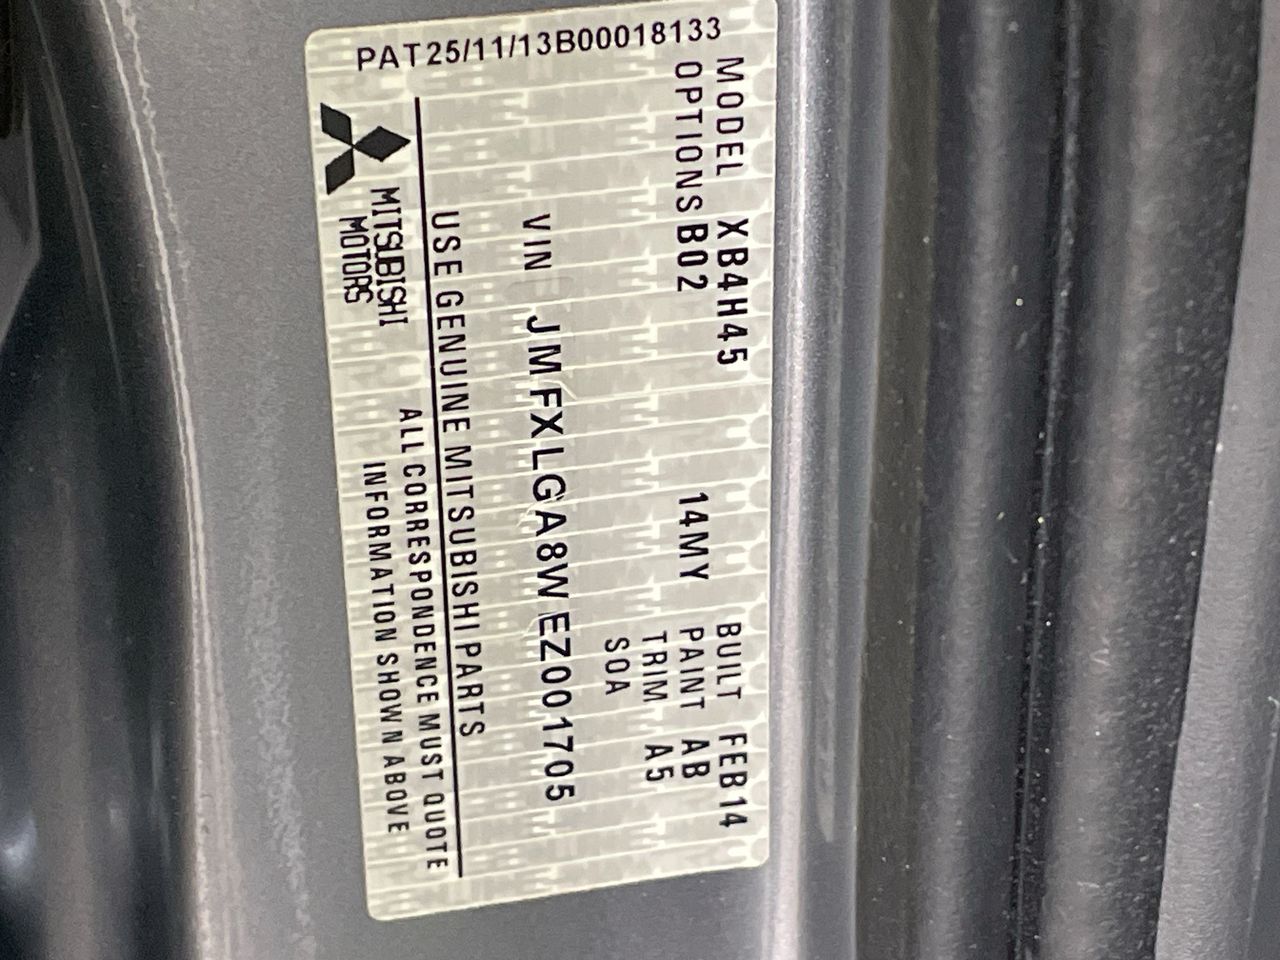 PAT25/11/13B00018133
MODEL XB4H45 BUILT FEB14
OPTIONS B02 14MY PAINT AB
TRIM A5
SOA
VIN JMFXLGA8WEZ001705
USE GENUINE MITSUBISHI PARTS
MITSUBISHI MOTORS
ALL CORRESPONDENCE MUST QUOTE
INFORMATION SHOWN ABOVE